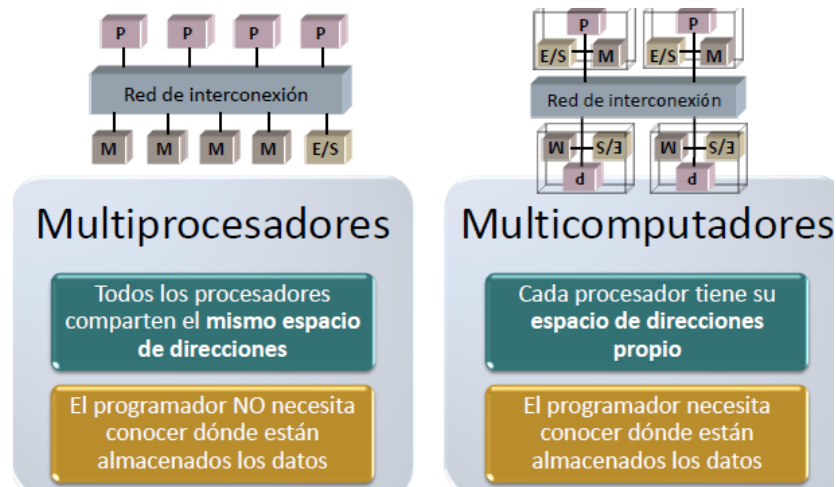 P P P P
Red de interconexión
M M M M E/S
Multiprocesadores
Todos los procesadores
comparten el mismo espacio
de direcciones
El programador NO necesita
conocer dónde están
almacenados los datos
P P
E/S M E/S M
Red de interconexión
M E/S M E/S
P P
Multicomputadores
Cada procesador tiene su
espacio de direcciones
propio
El programador necesita
conocer dónde están
almacenados los datos